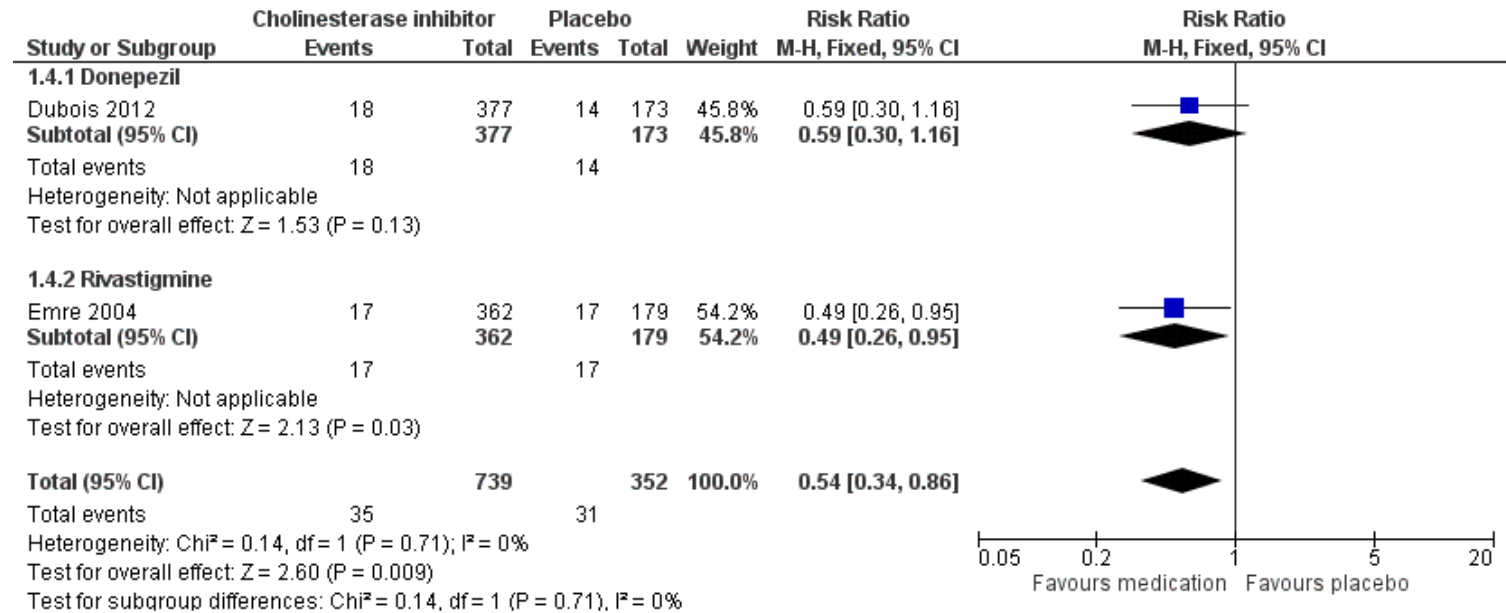 Cholinesterase inhibitor Placebo Risk Ratio Risk Ratio
Study or Subgroup Events Total Events Total Weight M-H, Fixed, 95% CI M-H, Fixed, 95% CI
1.4.1 Donepezil
Dubois 2012 18 377 14 173 45.8% 0.59 [0.30, 1.16]
Subtotal (95% CI) 377 173 45.8% 0.59 [0.30, 1.16]
Total events 18 14
Heterogeneity: Not applicable
Test for overall effect: Z = 1.53 (P = 0.13)
1.4.2 Rivastigmine
Emre 2004 17 362 17 179 54.2% 0.49 [0.26, 0.95]
Subtotal (95% CI) 362 179 54.2% 0.49 [0.26, 0.95]
Total events 17 17
Heterogeneity: Not applicable
Test for overall effect: Z = 2.13 (P = 0.03)
Total (95% CI) 739 352 100.0% 0.54 [0.34, 0.86]
Total events 35 31
Heterogeneity: Chi² = 0.14, df = 1 (P = 0.71); I² = 0%
Test for overall effect: Z = 2.60 (P = 0.009)
Test for subgroup differences: Chi² = 0.14, df = 1 (P = 0.71), I² = 0%
0.05 0.2 1 5 20
Favours medication Favours placebo